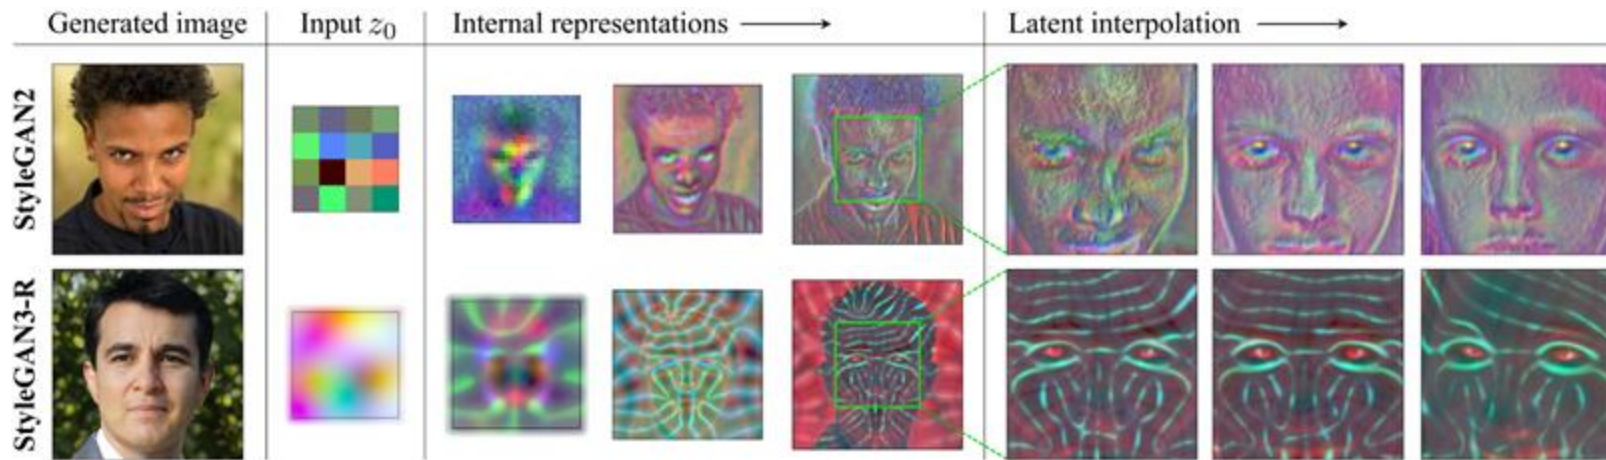 Generated image
Input z₀
Internal representations
Latent interpolation
StyleGAN2
StyleGAN3-R